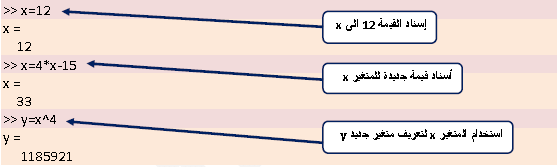 >> x=12
إسناد القيمة 12 الى x
x =
12
>> x=4*x-15
أسناد قيمة جديدة للمتغير x
x =
33
>> y=x^4
استخدام المتغير x لتعريف متغير جديد y
y =
1185921